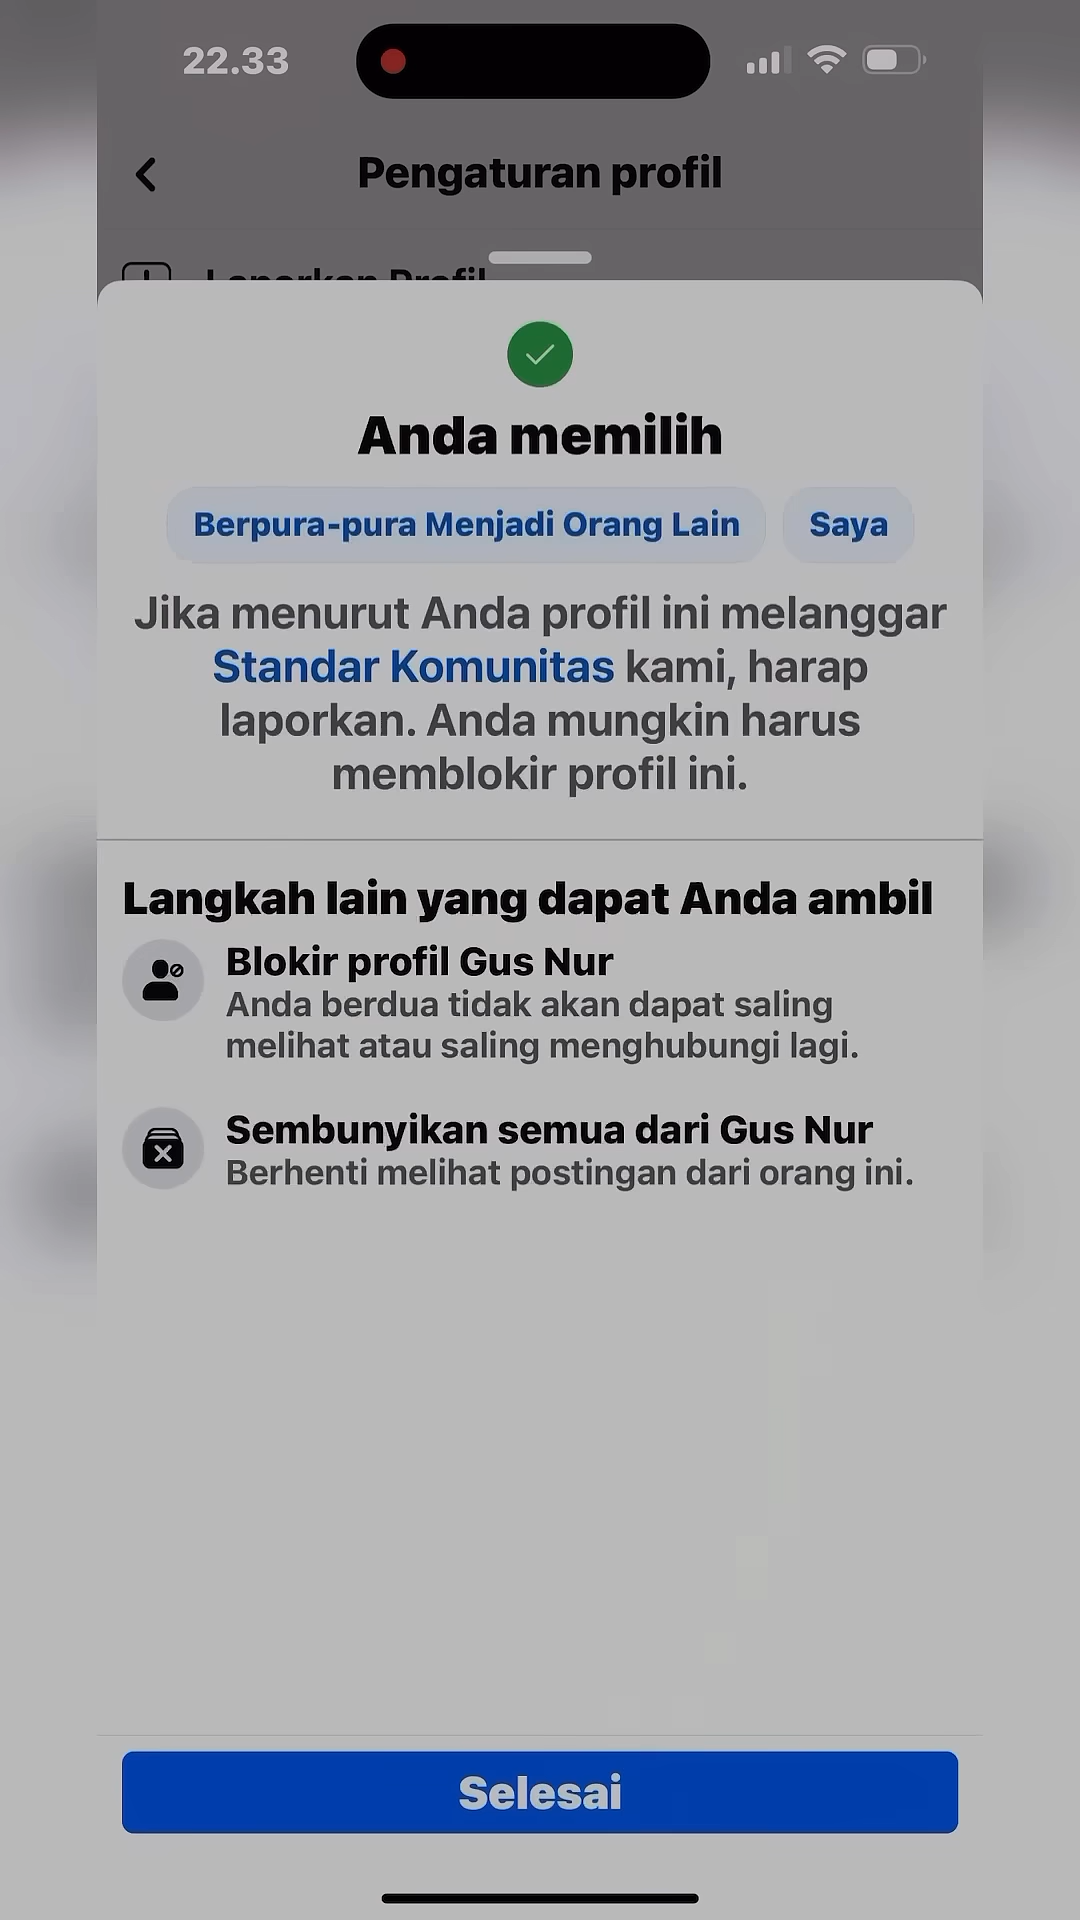 22.33
Pengaturan profil
Laporkan Profil
Anda memilih
Berpura-pura Menjadi Orang Lain Saya
Jika menurut Anda profil ini melanggar
Standar Komunitas kami, harap
laporkan. Anda mungkin harus
memblokir profil ini.
Langkah lain yang dapat Anda ambil
Blokir profil Gus Nur
Anda berdua tidak akan dapat saling
melihat atau saling menghubungi lagi.
Sembunyikan semua dari Gus Nur
Berhenti melihat postingan dari orang ini.
Selesai